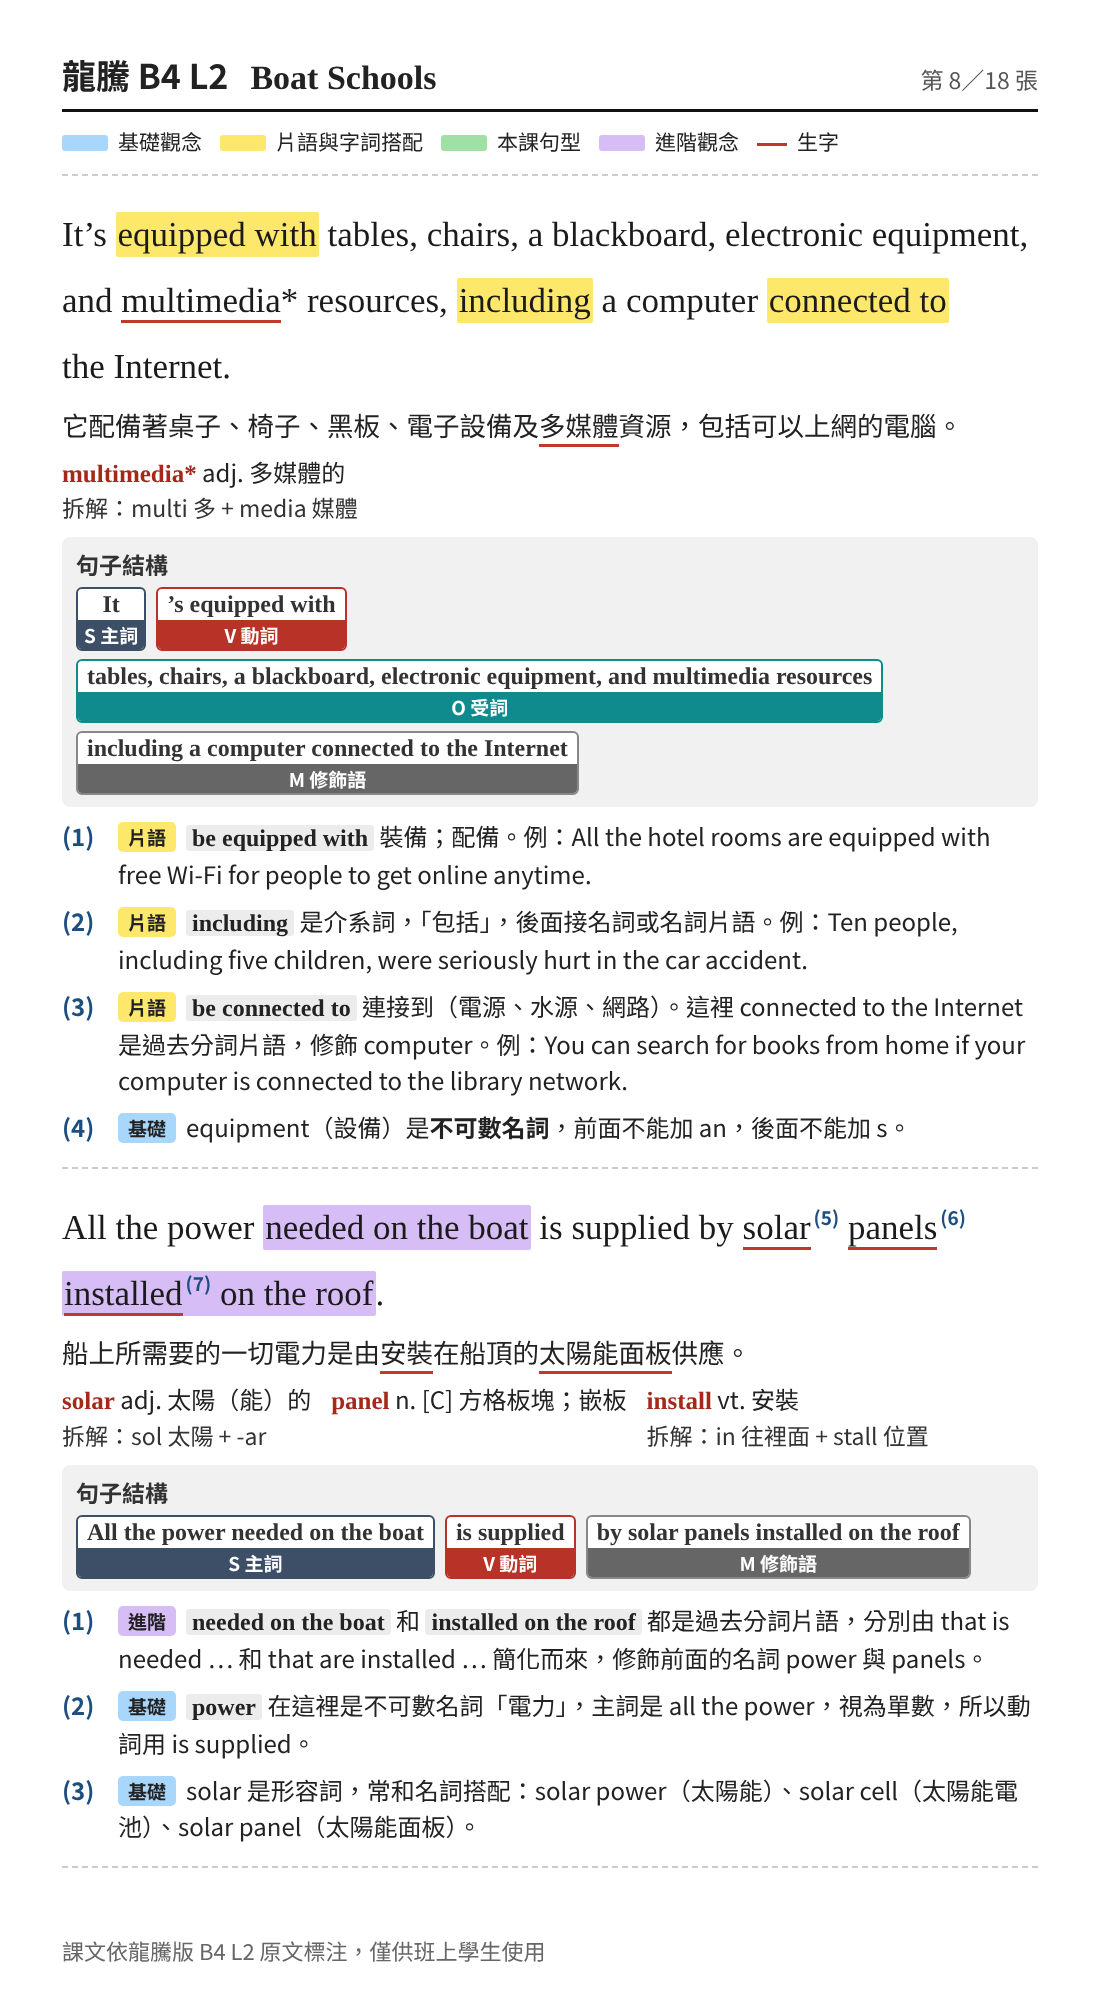 龍騰 B4 L2 Boat Schools
第 8／18 張
基礎觀念 片語與字詞搭配 本課句型 進階觀念 生字
It’s equipped with tables, chairs, a blackboard, electronic equipment,
and multimedia* resources, including a computer connected to
the Internet.
它配備著桌子、椅子、黑板、電子設備及多媒體資源，包括可以上網的電腦。
multimedia* adj. 多媒體的
拆解：multi 多 + media 媒體
句子結構
It ’s equipped with
S 主詞 V 動詞
tables, chairs, a blackboard, electronic equipment, and multimedia resources
O 受詞
including a computer connected to the Internet
M 修飾語
(1) 片語 be equipped with 裝備；配備。例：All the hotel rooms are equipped with
free Wi-Fi for people to get online anytime.
(2) 片語 including 是介系詞，「包括」，後面接名詞或名詞片語。例：Ten people,
including five children, were seriously hurt in the car accident.
(3) 片語 be connected to 連接到（電源、水源、網路）。這裡 connected to the Internet
是過去分詞片語，修飾 computer。例：You can search for books from home if your
computer is connected to the library network.
(4) 基礎 equipment（設備）是不可數名詞，前面不能加 an，後面不能加 s。
All the power needed on the boat is supplied by solar(5) panels(6)
installed(7) on the roof.
船上所需要的一切電力是由安裝在船頂的太陽能面板供應。
solar adj. 太陽（能）的 panel n. [C] 方格板塊；嵌板 install vt. 安裝
拆解：sol 太陽 + -ar 拆解：in 往裡面 + stall 位置
句子結構
All the power needed on the boat is supplied by solar panels installed on the roof
S 主詞 V 動詞 M 修飾語
(1) 進階 needed on the boat 和 installed on the roof 都是過去分詞片語，分別由 that is
needed … 和 that are installed … 簡化而來，修飾前面的名詞 power 與 panels。
(2) 基礎 power 在這裡是不可數名詞「電力」，主詞是 all the power，視為單數，所以動
詞用 is supplied。
(3) 基礎 solar 是形容詞，常和名詞搭配：solar power（太陽能）、solar cell（太陽能電
池）、solar panel（太陽能面板）。
課文依龍騰版 B4 L2 原文標注，僅供班上學生使用